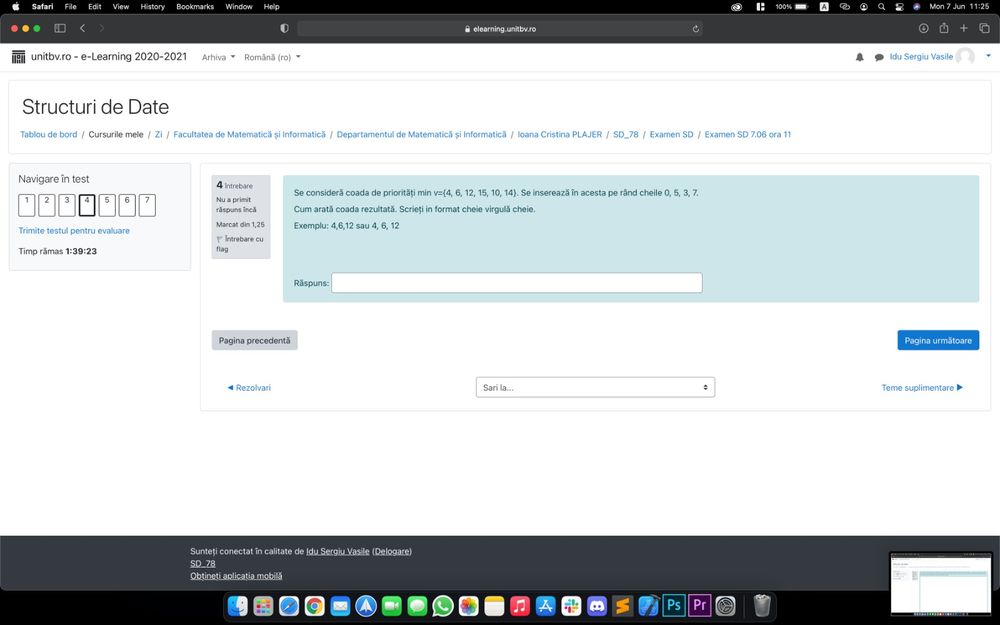 Safari File Edit View History Bookmarks Window Help 100% A Mon 7 Jun 11:25
elearning.unitbv.ro
unitbv.ro - e-Learning 2020-2021 Arhiva Română (ro) Idu Sergiu Vasile
Structuri de Date
Tablou de bord / Cursurile mele / Zi / Facultatea de Matematică și Informatică / Departamentul de Matematică și Informatică / Ioana Cristina PLAJER / SD_78 / Examen SD / Examen SD 7.06 ora 11
Navigare în test
1 2 3 4 5 6 7
Trimite testul pentru evaluare
Timp rămas 1:39:23
4 întrebare
Nu a primit
răspuns încă
Marcat din 1,25
Întrebare cu
flag
Se consideră coada de priorități min v={4, 6, 12, 15, 10, 14}. Se inserează în acesta pe rând cheile 0, 5, 3, 7.
Cum arată coada rezultată. Scrieți in format cheie virgulă cheie.
Exemplu: 4,6,12 sau 4, 6, 12
Răspuns:
Pagina precedentă
Pagina următoare
◄ Rezolvari
Sari la...
Teme suplimentare ►
Sunteți conectat în calitate de Idu Sergiu Vasile (Delogare)
SD_78
Obțineți aplicația mobilă
Ps Pr